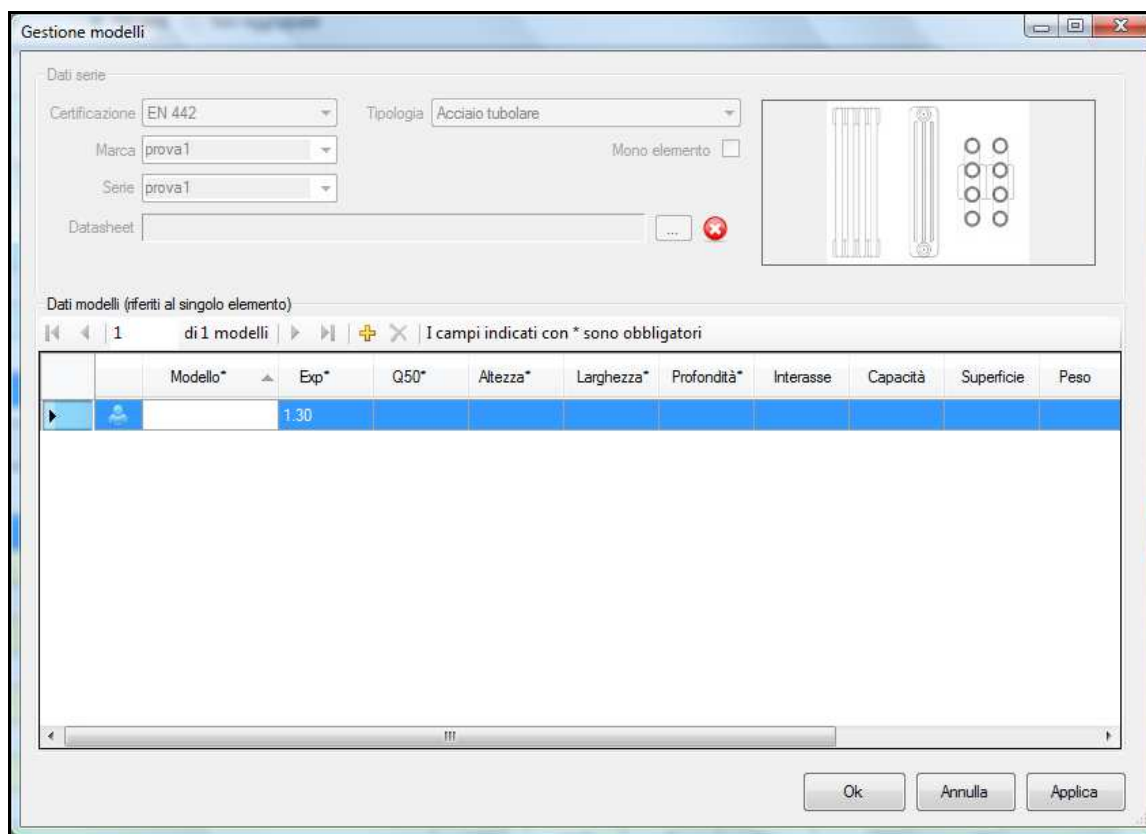 Gestione modelli
Dati serie
Certificazione EN 442 Tipologia Acciaio tubolare
Marca prova1 Mono elemento
Serie prova1
Datasheet ...
Dati modelli (riferiti al singolo elemento)
1 di 1 modelli I campi indicati con * sono obbligatori
Modello* Exp* Q50* Altezza* Larghezza* Profondità* Interasse Capacità Superficie Peso
1.30
Ok Annulla Applica